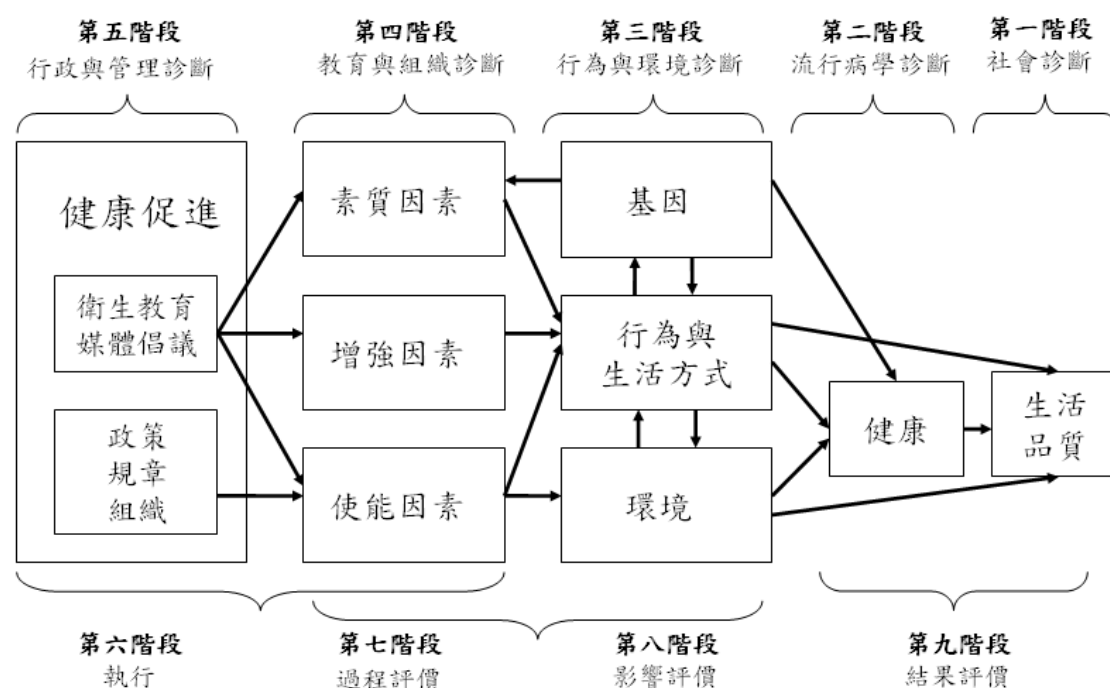 第五階段
行政與管理診斷
第四階段
教育與組織診斷
第三階段
行為與環境診斷
第二階段
流行病學診斷
第一階段
社會診斷
健康促進
衛生教育
媒體倡議
政策
規章
組織
素質因素
增強因素
使能因素
基因
行為與
生活方式
環境
健康
生活
品質
第六階段
執行
第七階段
過程評價
第八階段
影響評價
第九階段
結果評價